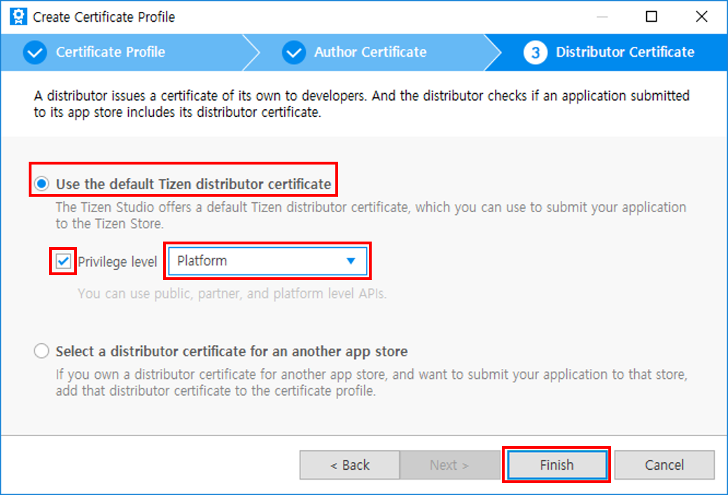 Create Certificate Profile
Certificate Profile
Author Certificate
3 Distributor Certificate
A distributor issues a certificate of its own to developers. And the distributor checks if an application submitted
to its app store includes its distributor certificate.
Use the default Tizen distributor certificate
The Tizen Studio offers a default Tizen distributor certificate, which you can use to submit your application
to the Tizen Store.
Privilege level Platform
You can use public, partner, and platform level APIs.
Select a distributor certificate for an another app store
If you own a distributor certificate for another app store, and want to submit your application to that store,
add that distributor certificate to the certificate profile.
< Back Next > Finish Cancel